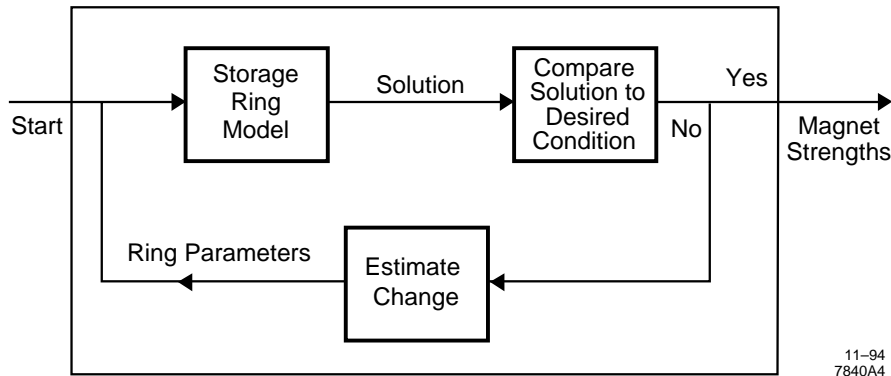 Storage
Ring
Model
Solution
Compare
Solution to
Desired
Condition
Yes
No
Start
Magnet
Strengths
Ring Parameters
Estimate
Change
11–94
7840A4